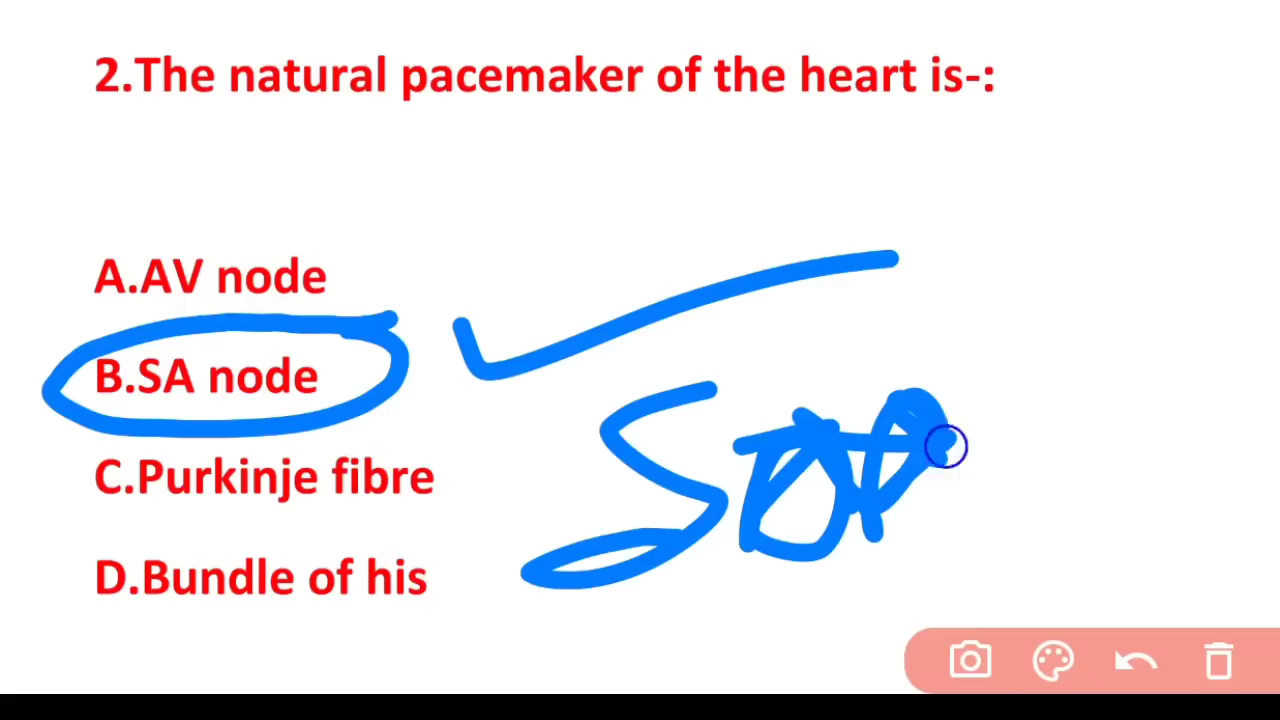 2.The natural pacemaker of the heart is-:
A.AV node
B.SA node
C.Purkinje fibre
D.Bundle of his